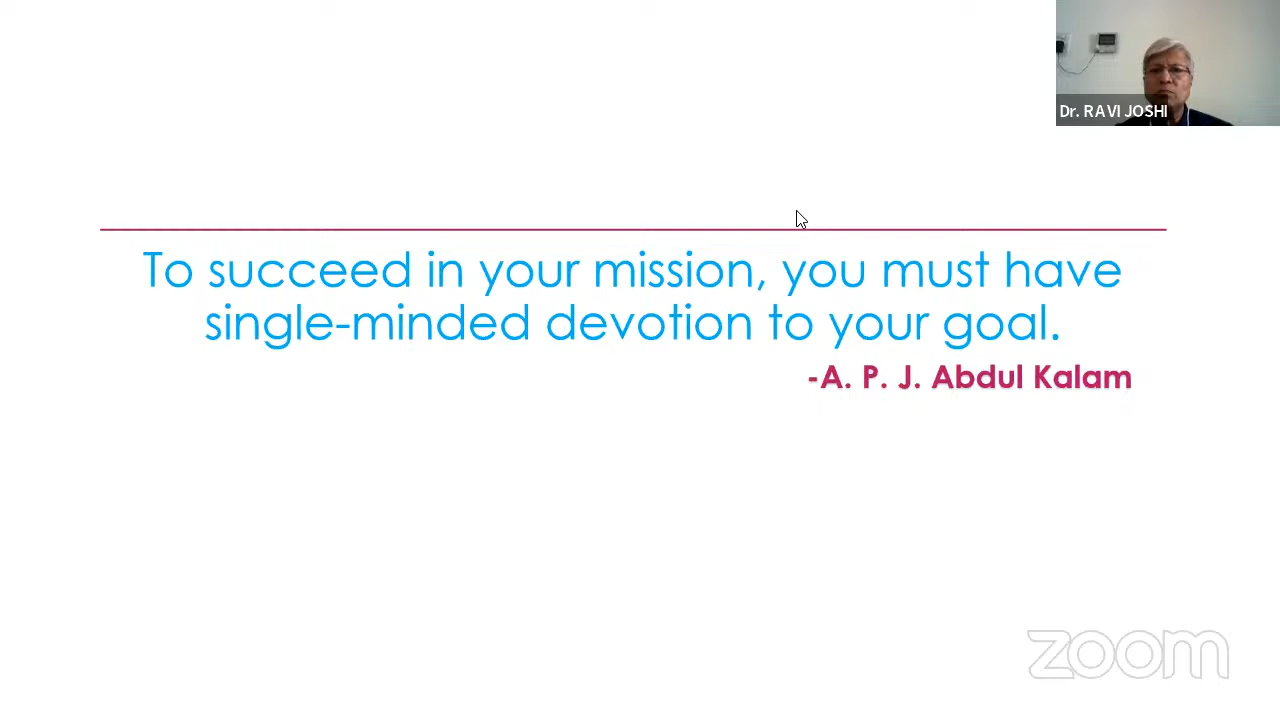 Dr. RAVI JOSHI
To succeed in your mission, you must have
single-minded devotion to your goal.
-A. P. J. Abdul Kalam
zoom